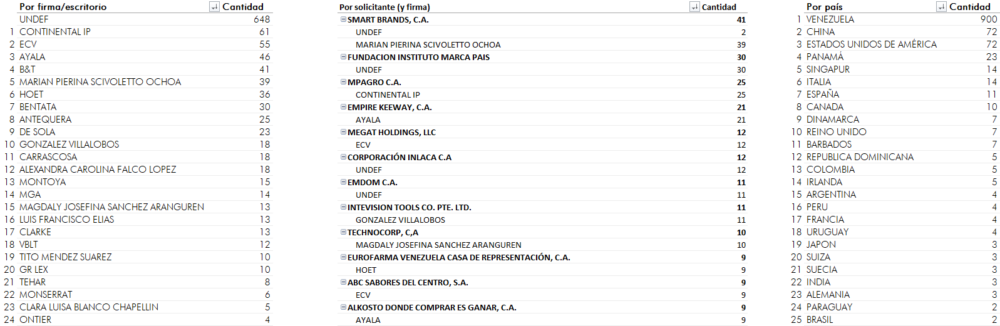 Por firma/escritorio Cantidad
UNDEF 648
1 CONTINENTAL IP 61
2 ECV 55
3 AYALA 46
4 B&T 41
5 MARIAN PIERINA SCIVOLETTO OCHOA 39
6 HOET 36
7 BENTATA 30
8 ANTEQUERA 25
9 DE SOLA 23
10 GONZALEZ VILLALOBOS 18
11 CARRASCOSA 18
12 ALEXANDRA CAROLINA FALCO LOPEZ 18
13 MONTOYA 15
14 MGA 14
15 MAGDALY JOSEFINA SANCHEZ ARANGUREN 13
16 LUIS FRANCISCO ELIAS 13
17 CLARKE 13
18 VBLT 12
19 TITO MENDEZ SUAREZ 10
20 GR LEX 10
21 TEHAR 8
22 MONSERRAT 6
23 CLARA LUISA BLANCO CHAPELLIN 5
24 ONTIER 4
Por solicitante (y firma) Cantidad
SMART BRANDS, C.A. 41
UNDEF 2
MARIAN PIERINA SCIVOLETTO OCHOA 39
FUNDACION INSTITUTO MARCA PAIS 30
UNDEF 30
MPAGRO C.A. 25
CONTINENTAL IP 25
EMPIRE KEEWAY, C.A. 21
AYALA 21
MEGAT HOLDINGS, LLC 12
ECV 12
CORPORACIÓN INLACA C.A 12
UNDEF 12
EMDOM C.A. 11
UNDEF 11
INTEVISION TOOLS CO. PTE. LTD. 11
GONZALEZ VILLALOBOS 11
TECHNOCORP, C,A 10
MAGDALY JOSEFINA SANCHEZ ARANGUREN 10
EUROFARMA VENEZUELA CASA DE REPRESENTACIÓN, C.A. 9
HOET 9
ABC SABORES DEL CENTRO, S.A. 9
ECV 9
ALKOSTO DONDE COMPRAR ES GANAR, C.A. 9
AYALA 9
Por país Cantidad
1 VENEZUELA 900
2 CHINA 72
3 ESTADOS UNIDOS DE AMÉRICA 72
4 PANAMÁ 23
5 SINGAPUR 14
6 ITALIA 14
7 ESPAÑA 11
8 CANADA 10
9 DINAMARCA 7
10 REINO UNIDO 7
11 BARBADOS 7
12 REPUBLICA DOMINICANA 5
13 COLOMBIA 5
14 IRLANDA 5
15 ARGENTINA 4
16 PERU 4
17 FRANCIA 4
18 URUGUAY 4
19 JAPON 3
20 SUIZA 3
21 SUECIA 3
22 INDIA 3
23 ALEMANIA 3
24 PARAGUAY 2
25 BRASIL 2